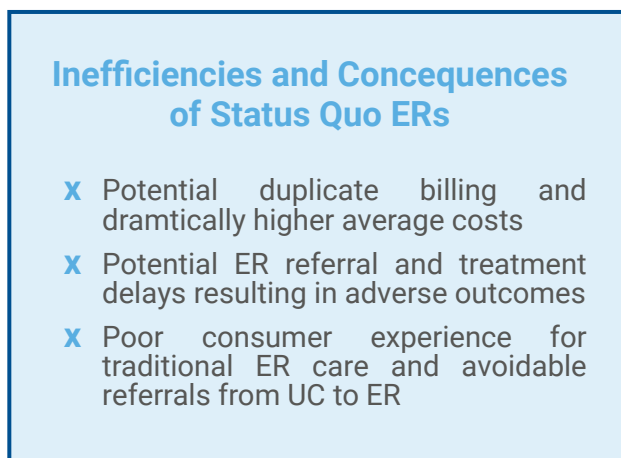 Inefficiencies and Concequences
of Status Quo ERs
x Potential duplicate billing and
dramtically higher average costs
x Potential ER referral and treatment
delays resulting in adverse outcomes
x Poor consumer experience for
traditional ER care and avoidable
referrals from UC to ER